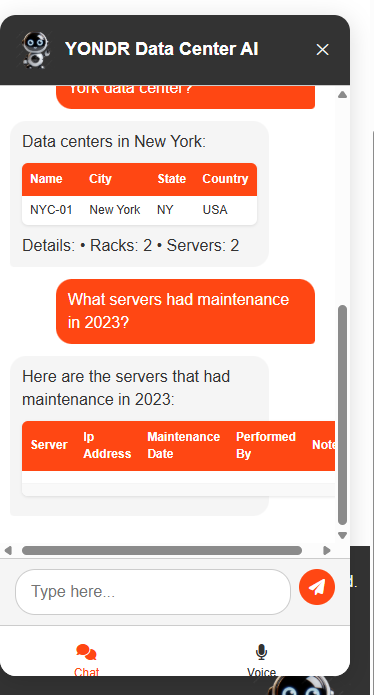 YONDR Data Center AI
York data center?
Data centers in New York:
Name City State Country
NYC-01 New York NY USA
Details: • Racks: 2 • Servers: 2
What servers had maintenance
in 2023?
Here are the servers that had
maintenance in 2023:
Server Ip Address Maintenance Date Performed By Note
Type here...
d.
Chat Voice